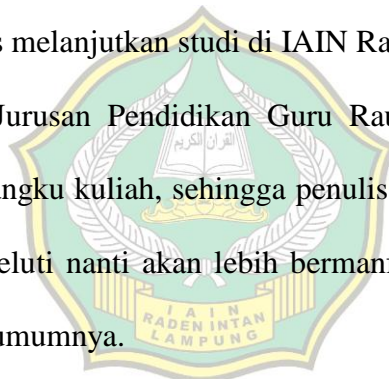 s melanjutkan studi di IAIN Ra
Jurusan Pendidikan Guru Rau
ngku kuliah, sehingga penulis
eluti nanti akan lebih berman
umumnya.
القرآن الكريم
I A I N
RADEN INTAN
LAMPUNG